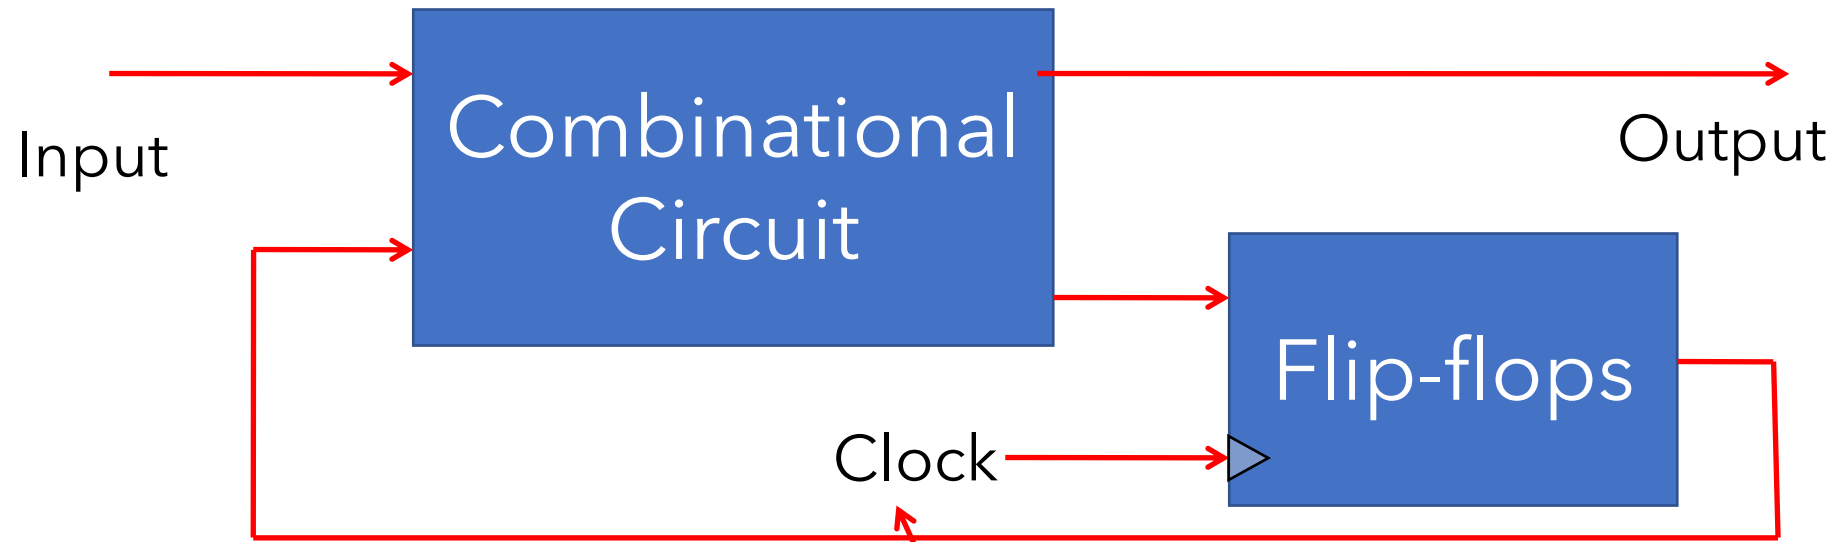 Input
Combinational
Circuit
Output
Flip-flops
Clock